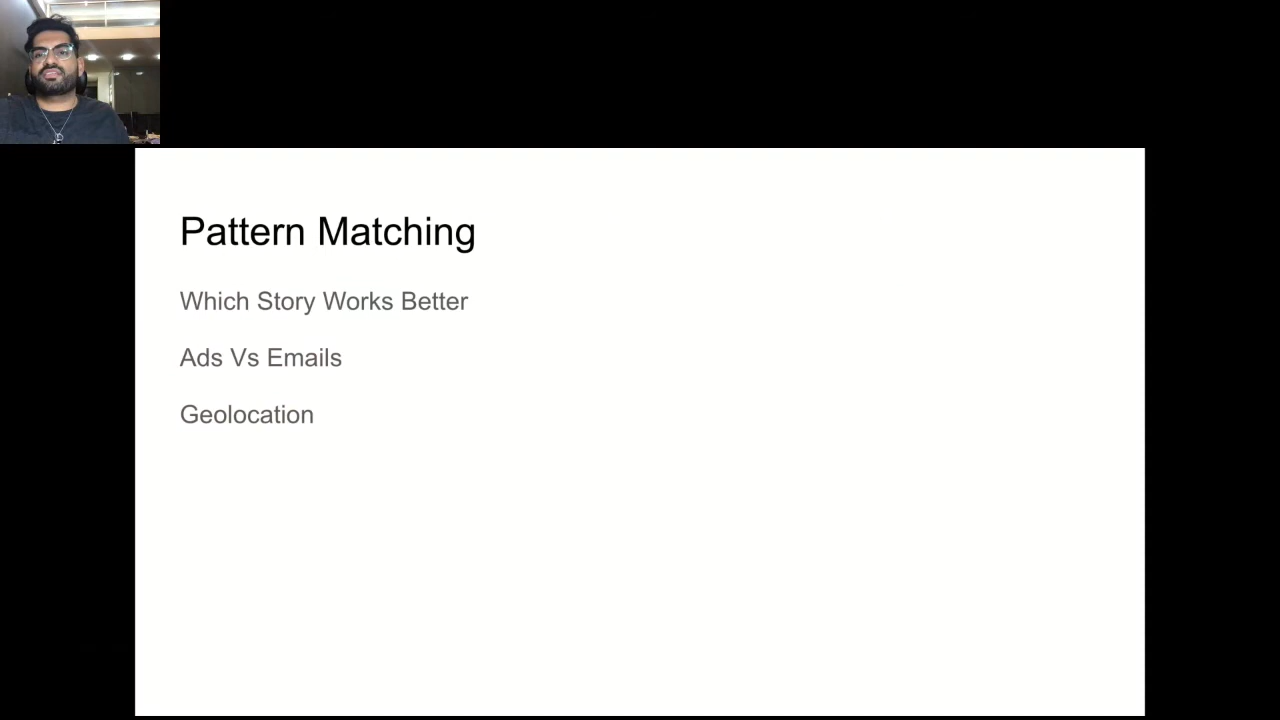 Pattern Matching
Which Story Works Better
Ads Vs Emails
Geolocation